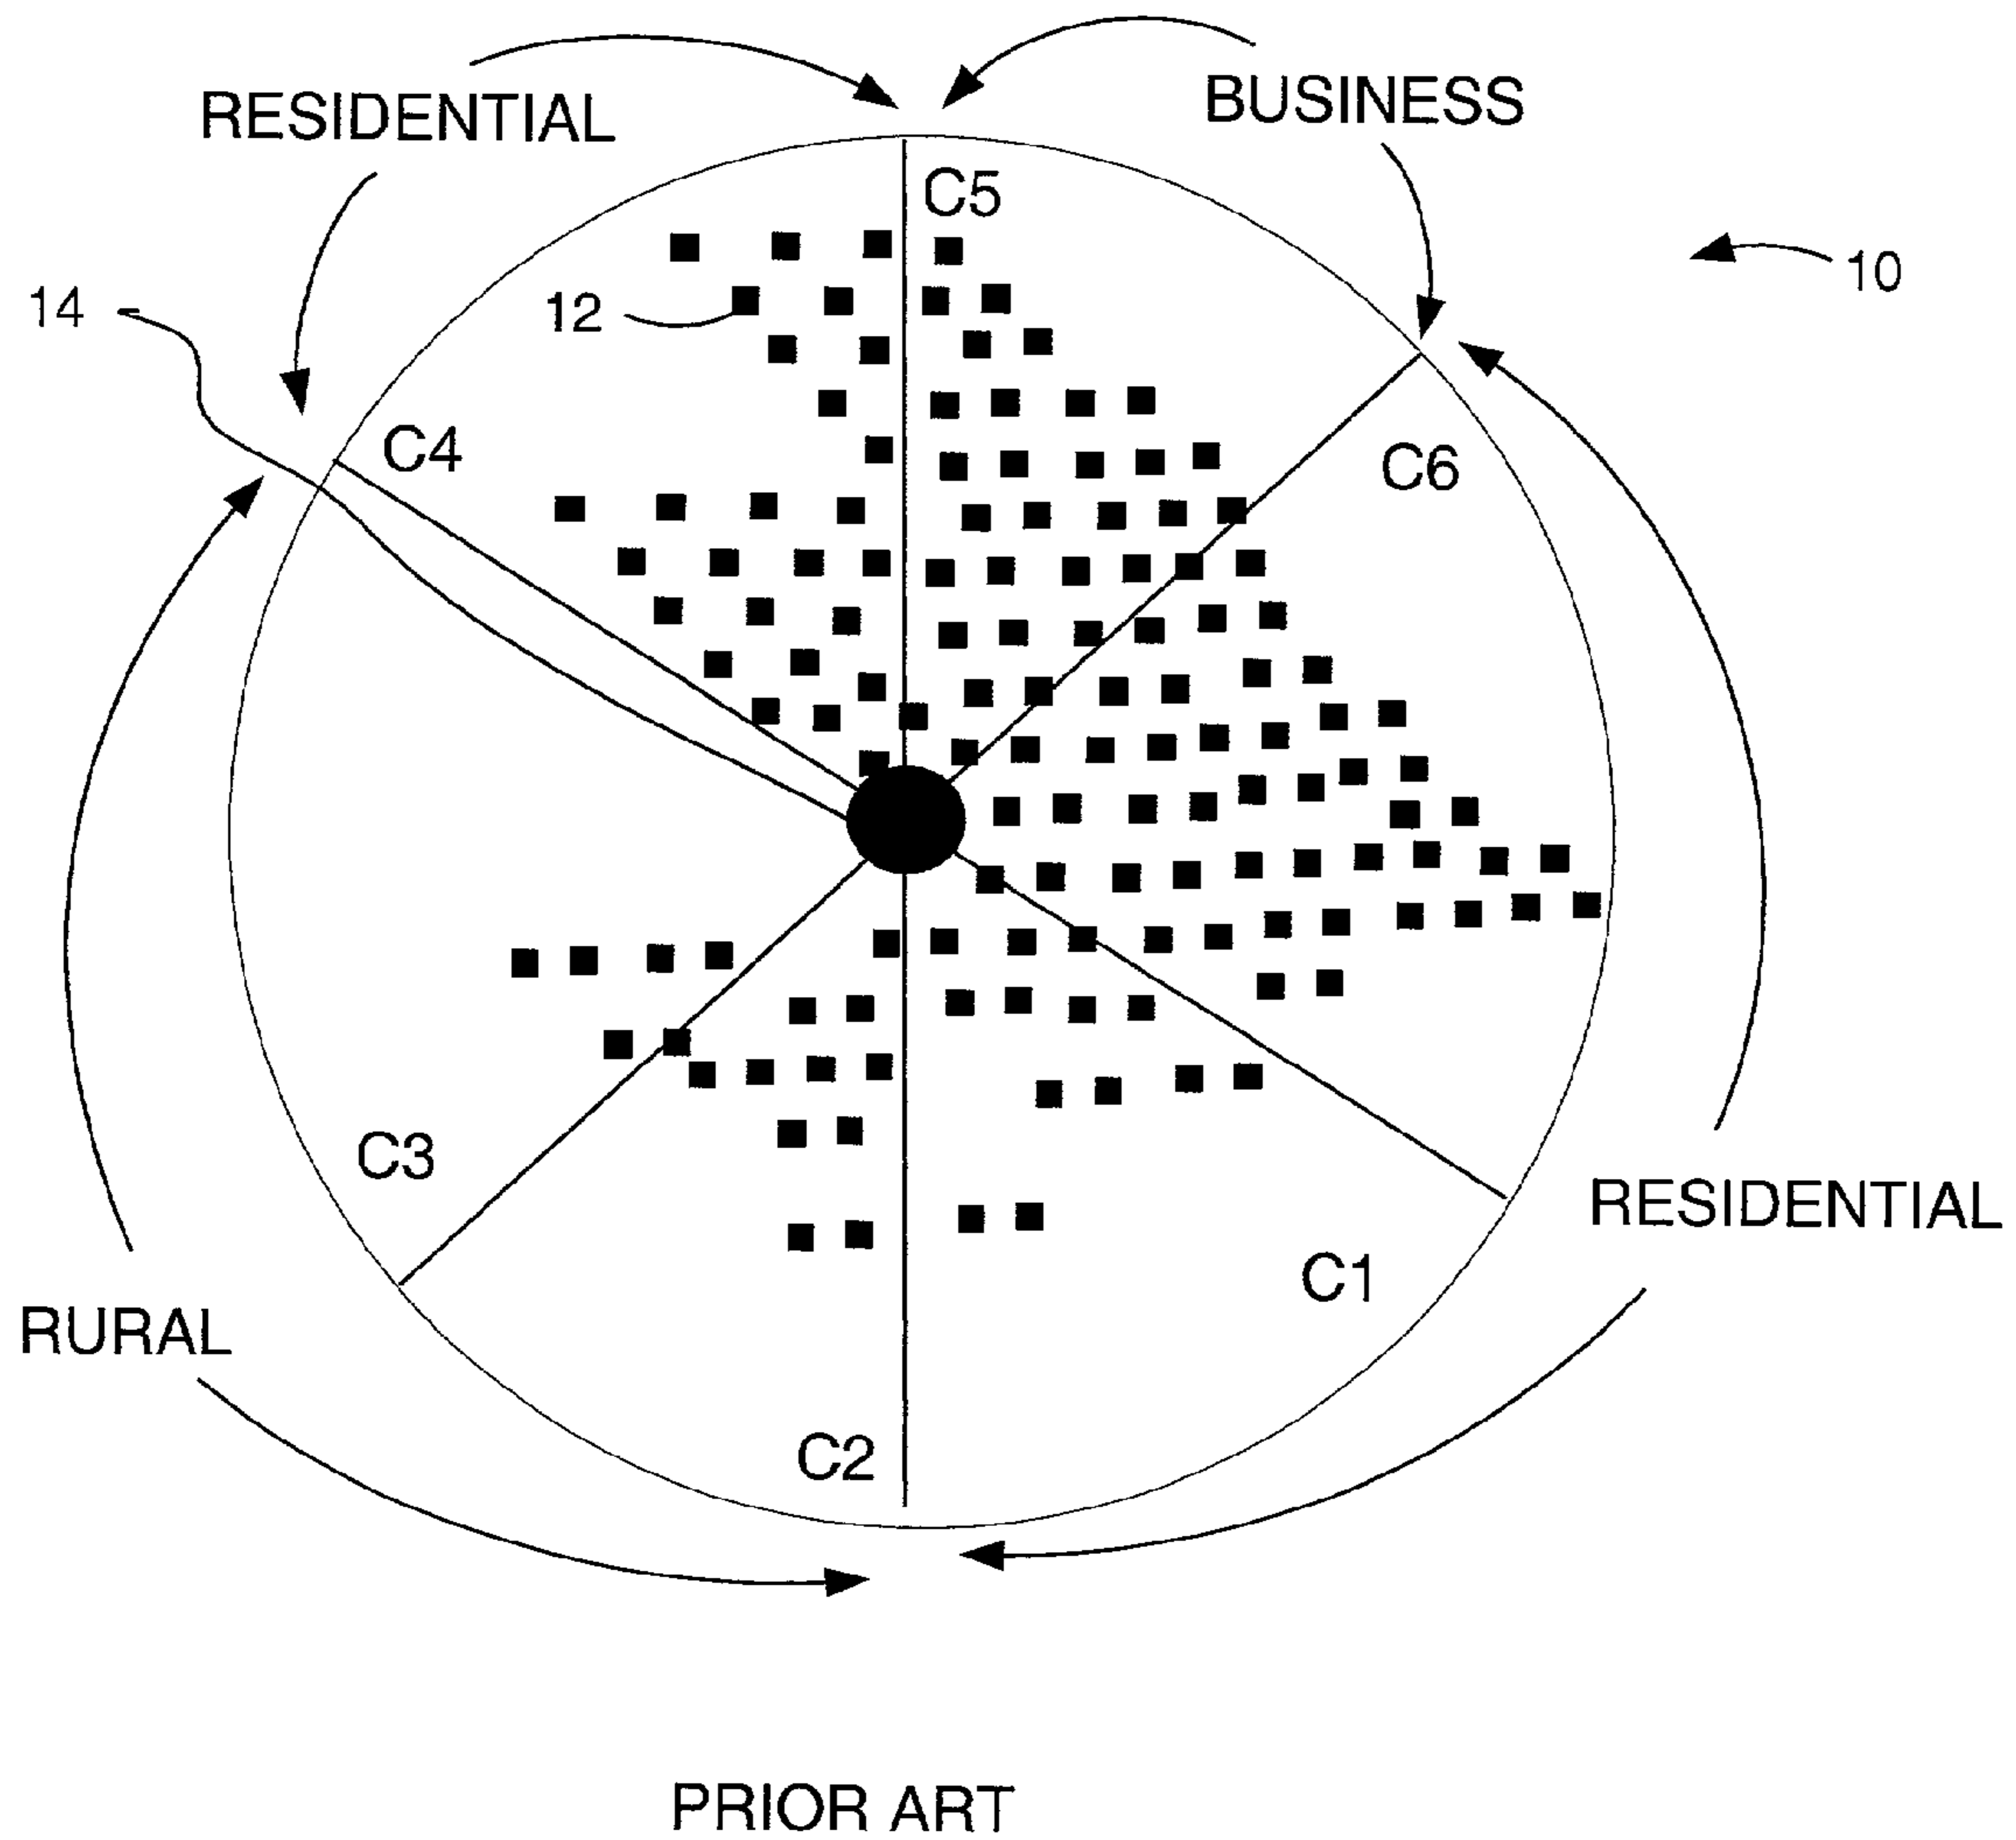 RESIDENTIAL
BUSINESS
C5
10
14
12
C4
C6
C3
RESIDENTIAL
C1
RURAL
C2
PRIOR ART